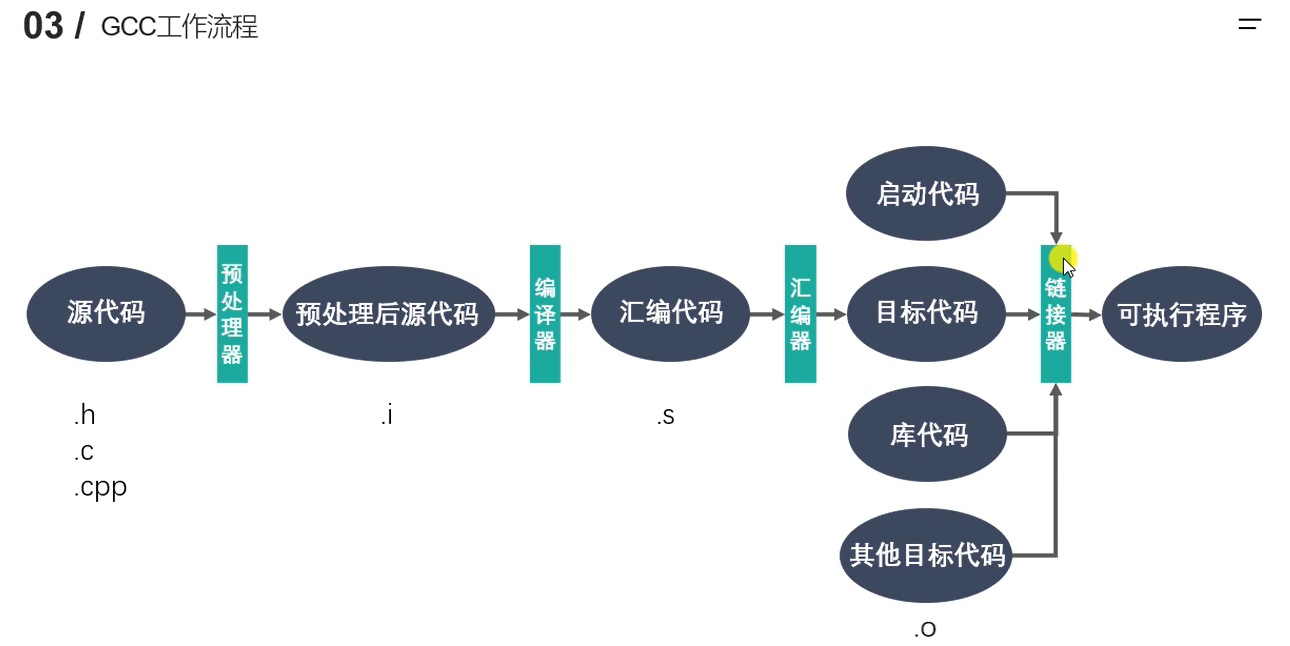 03 / GCC工作流程
启动代码
源代码
预处理器
预处理后源代码
编译器
汇编代码
汇编器
目标代码
链接器
可执行程序
.h
.i
.s
.c
.cpp
库代码
其他目标代码
.o